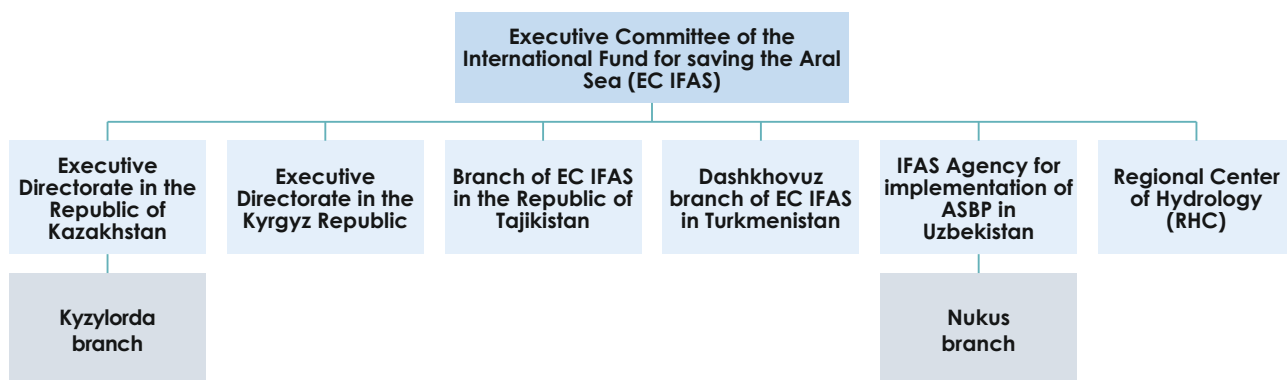 Executive Committee of the
International Fund for saving the Aral
Sea (EC IFAS)
Executive
Directorate in the
Republic of
Kazakhstan
Executive
Directorate in the
Kyrgyz Republic
Branch of EC IFAS
in the Republic of
Tajikistan
Dashkhovuz
branch of EC IFAS
in Turkmenistan
IFAS Agency for
implementation of
ASBP in
Uzbekistan
Regional Center
of Hydrology
(RHC)
Kyzylorda
branch
Nukus
branch